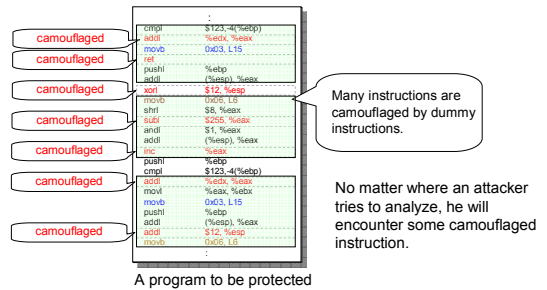 :
cmpl $123,-4(%ebp)
camouflaged addl %edx, %eax
movb 0x03, L15
camouflaged ret
pushl %ebp
addl (%esp), %eax
camouflaged xorl $12, %esp
movb 0x06, L6
shrl $8, %eax
camouflaged subl $255, %eax
andl $1, %eax
addl (%esp), %eax
camouflaged inc %eax
pushl %ebp
cmpl $123,-4(%ebp)
camouflaged addl %edx, %eax
movl %eax, %ebx
movb 0x03, L15
pushl %ebp
addl (%esp), %eax
camouflaged addl $12, %esp
movb 0x06, L6
:
A program to be protected
Many instructions are
camouflaged by dummy
instructions.
No matter where an attacker
tries to analyze, he will
encounter some camouflaged
instruction.